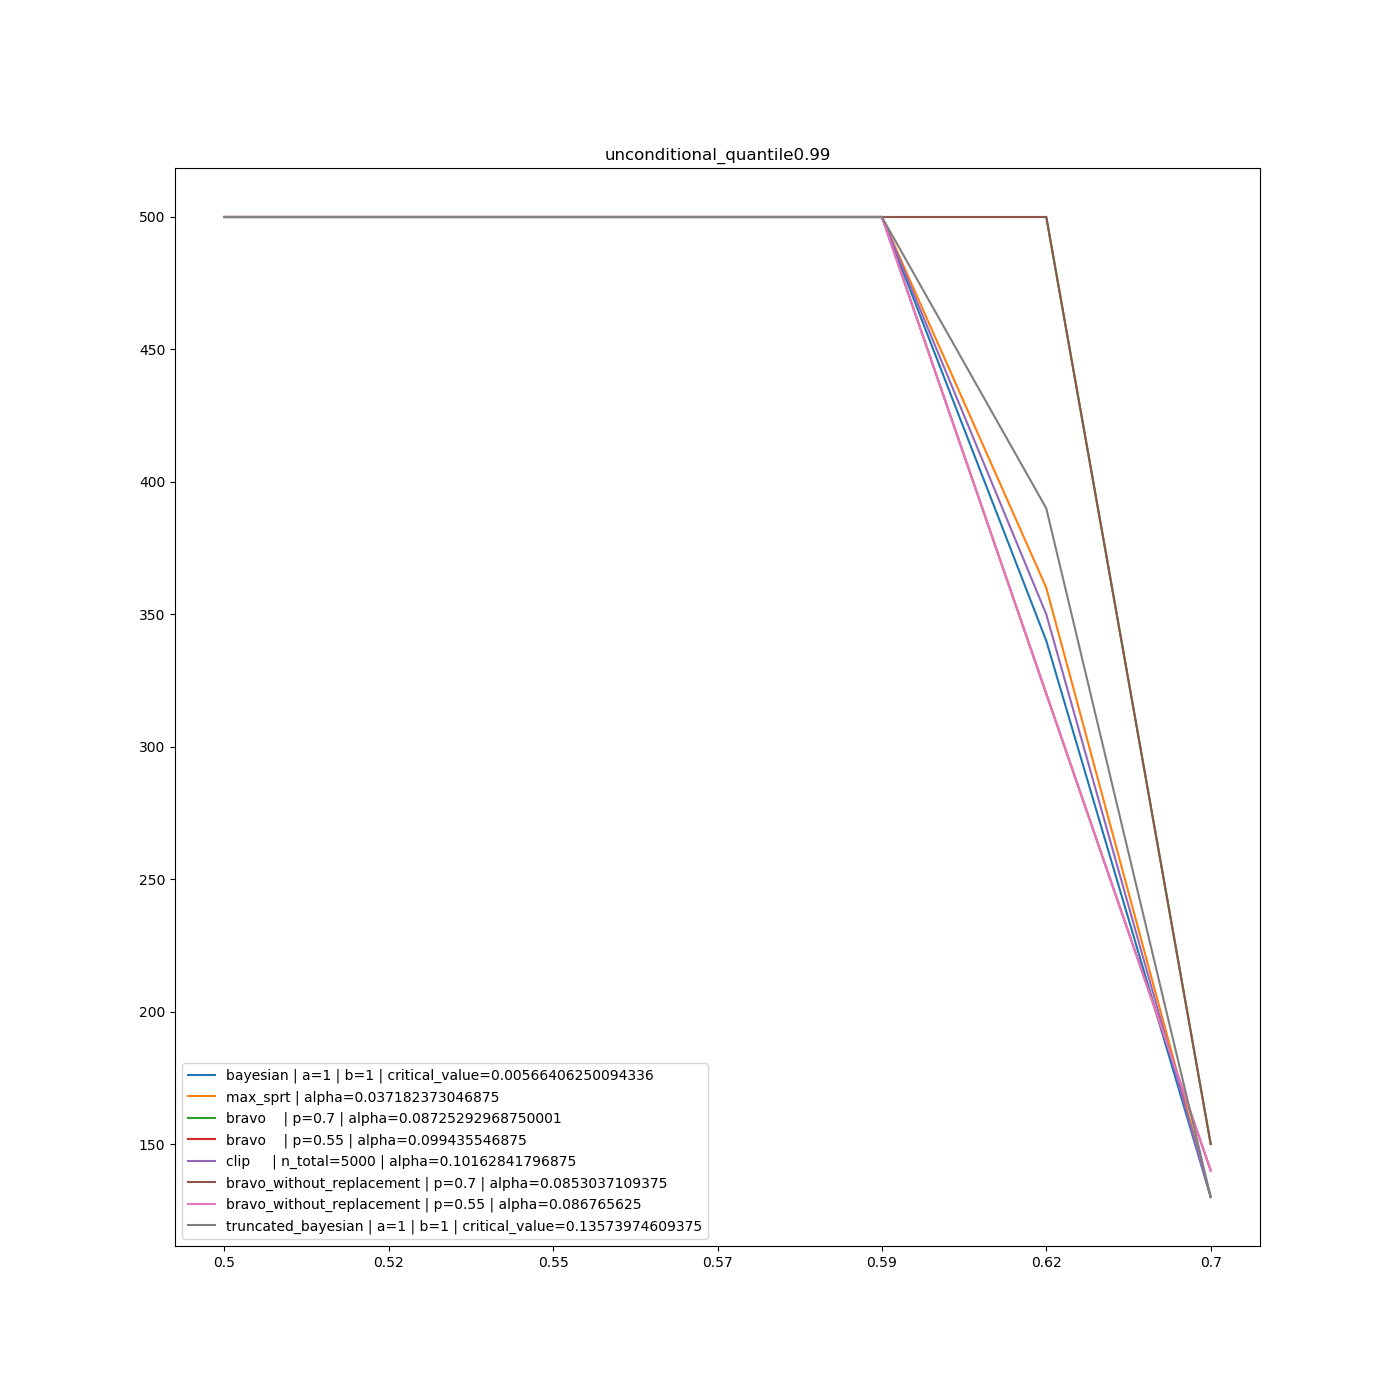 unconditional_quantile0.99
500
450
400
350
300
250
200
150
bayesian | a=1 | b=1 | critical_value=0.00566406250094336
max_sprt | alpha=0.037182373046875
bravo    | p=0.7 | alpha=0.08725292968750001
bravo    | p=0.55 | alpha=0.099435546875
clip     | n_total=5000 | alpha=0.10162841796875
bravo_without_replacement | p=0.7 | alpha=0.0853037109375
bravo_without_replacement | p=0.55 | alpha=0.086765625
truncated_bayesian | a=1 | b=1 | critical_value=0.13573974609375
0.5 0.52 0.55 0.57 0.59 0.62 0.7